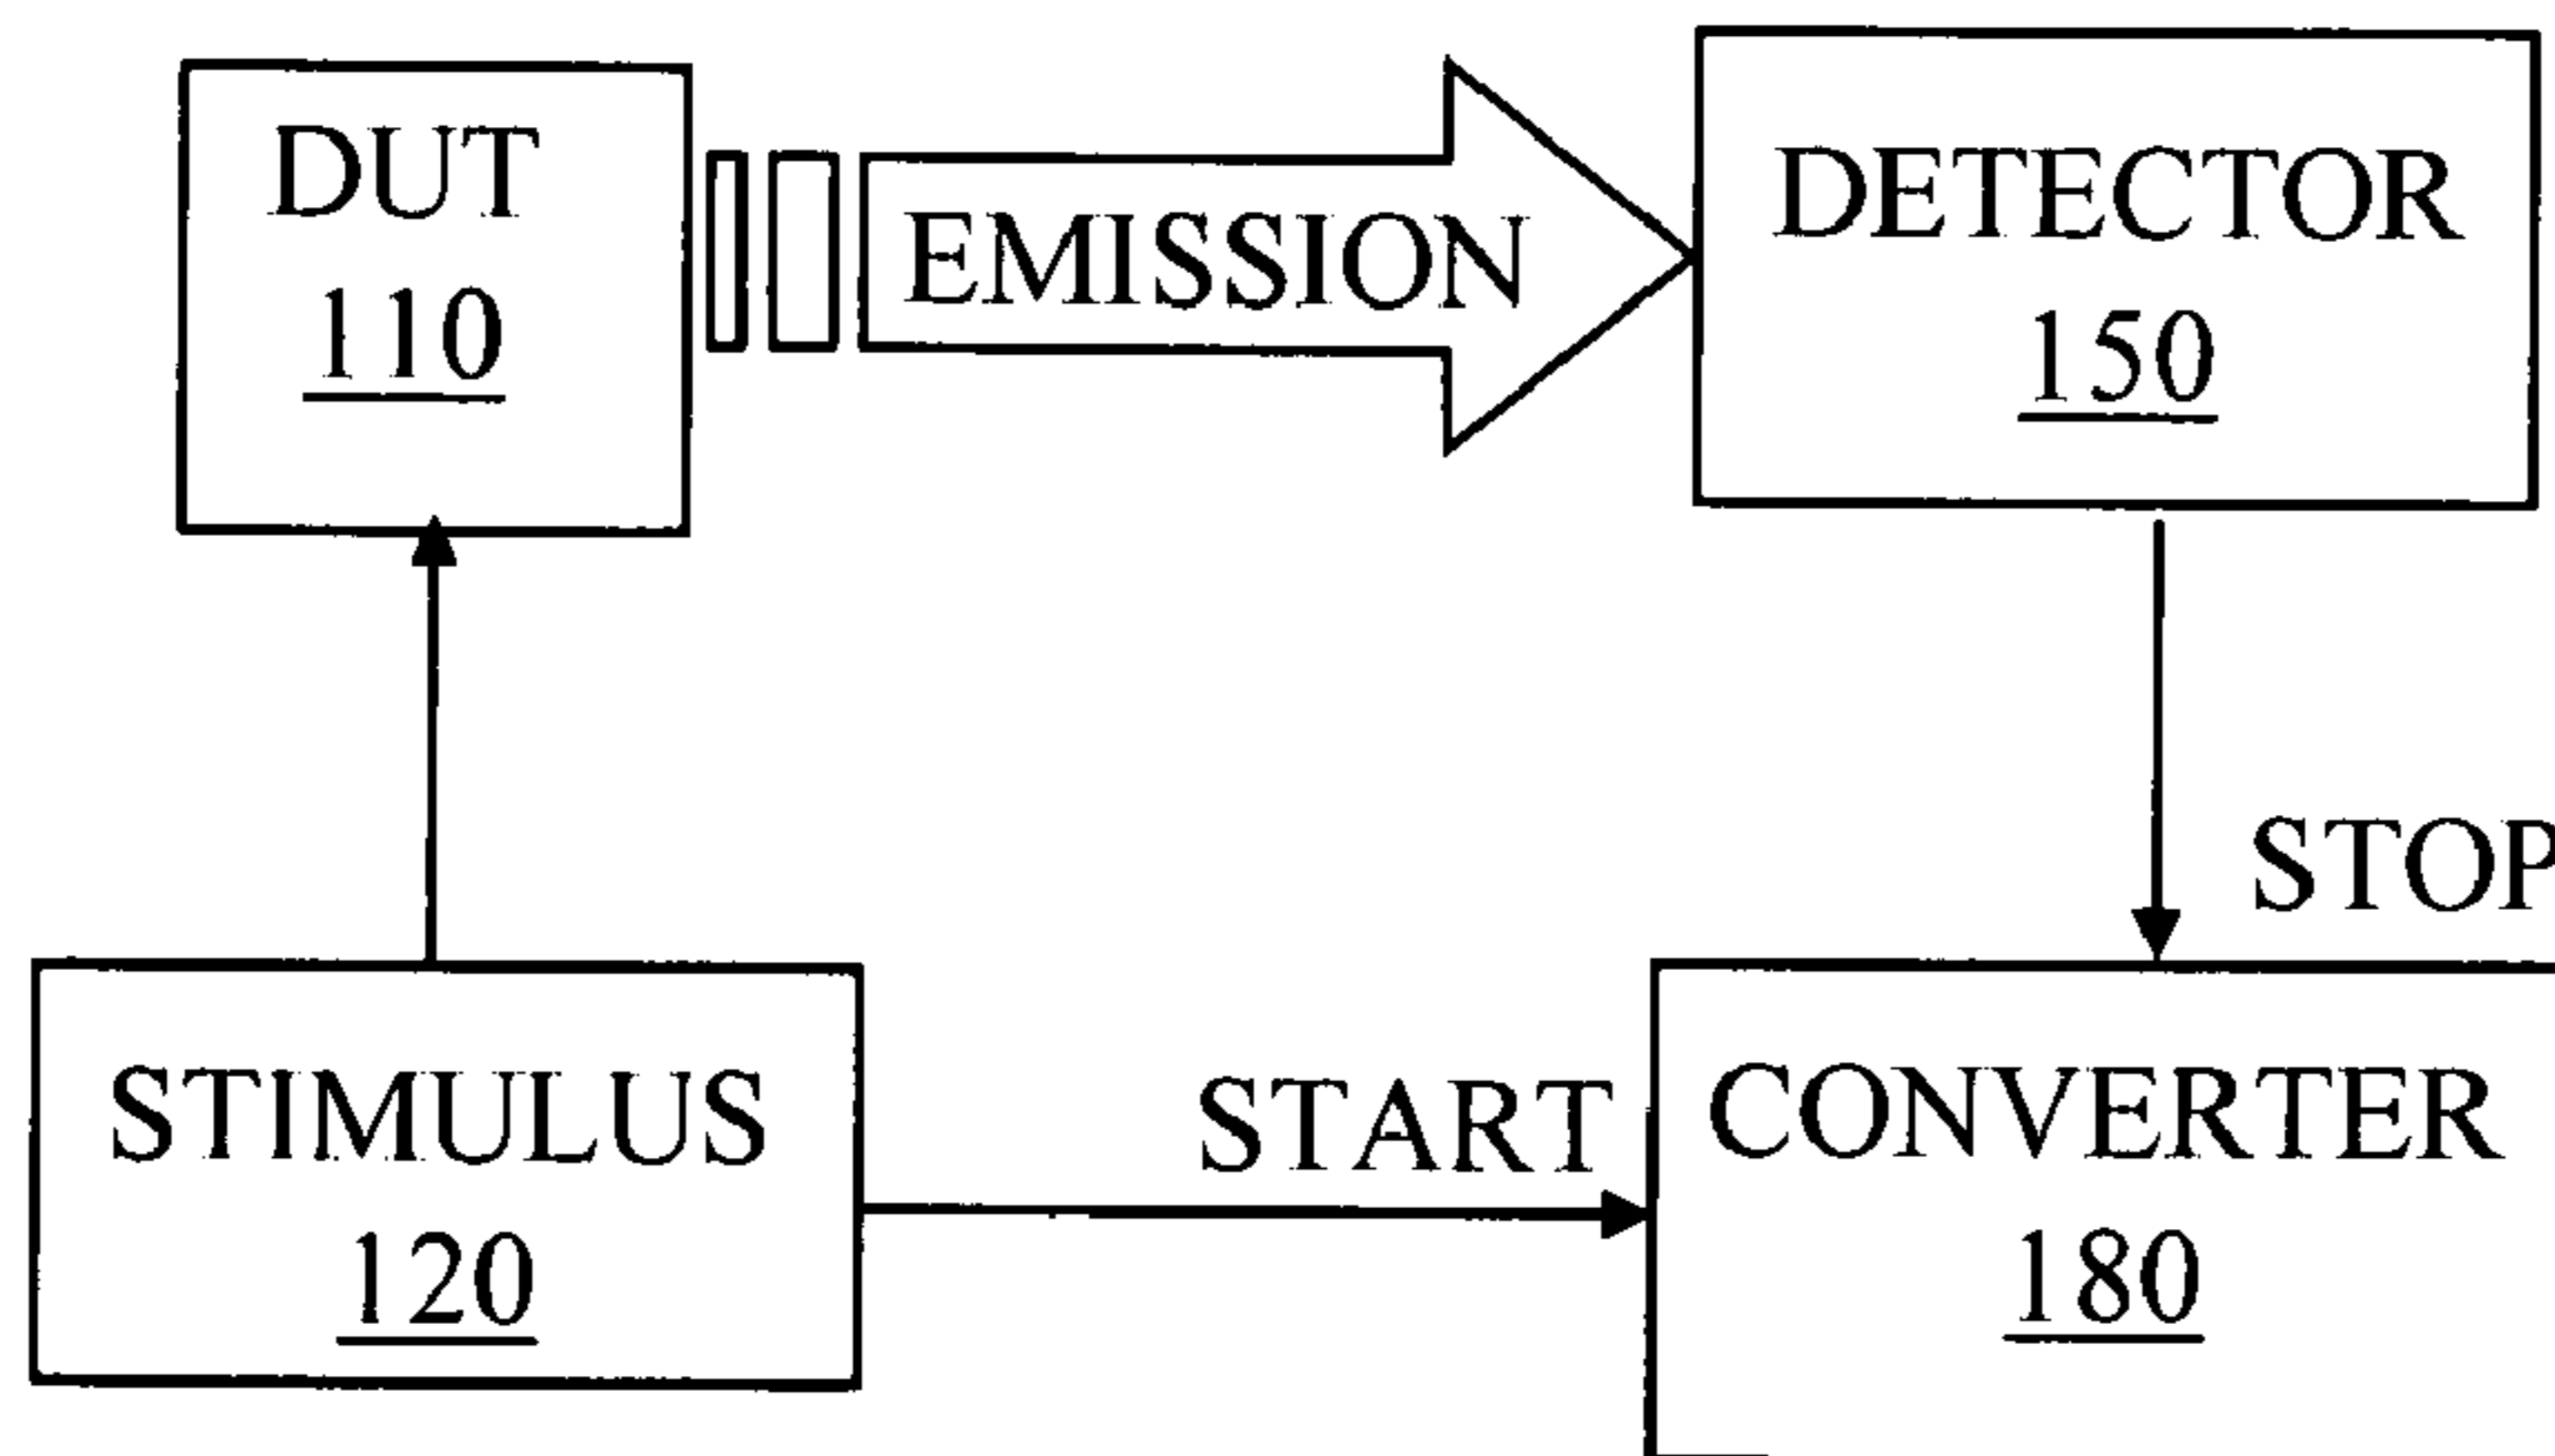 DUT
110
EMISSION
DETECTOR
150
STOP
STIMULUS
120
START
CONVERTER
180